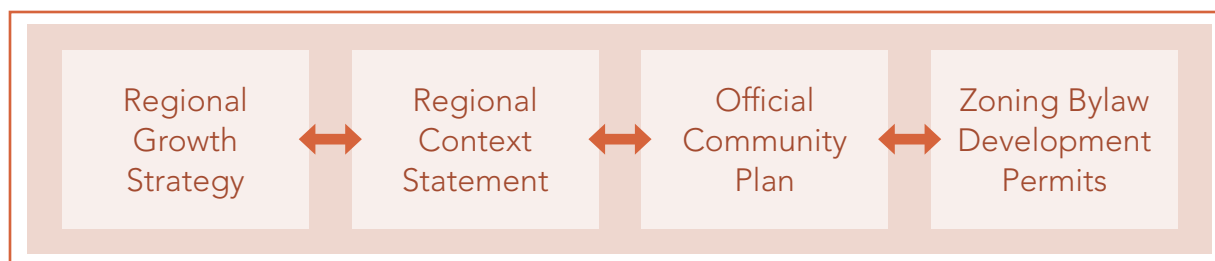 Regional
Growth
Strategy
Regional
Context
Statement
Official
Community
Plan
Zoning Bylaw
Development
Permits